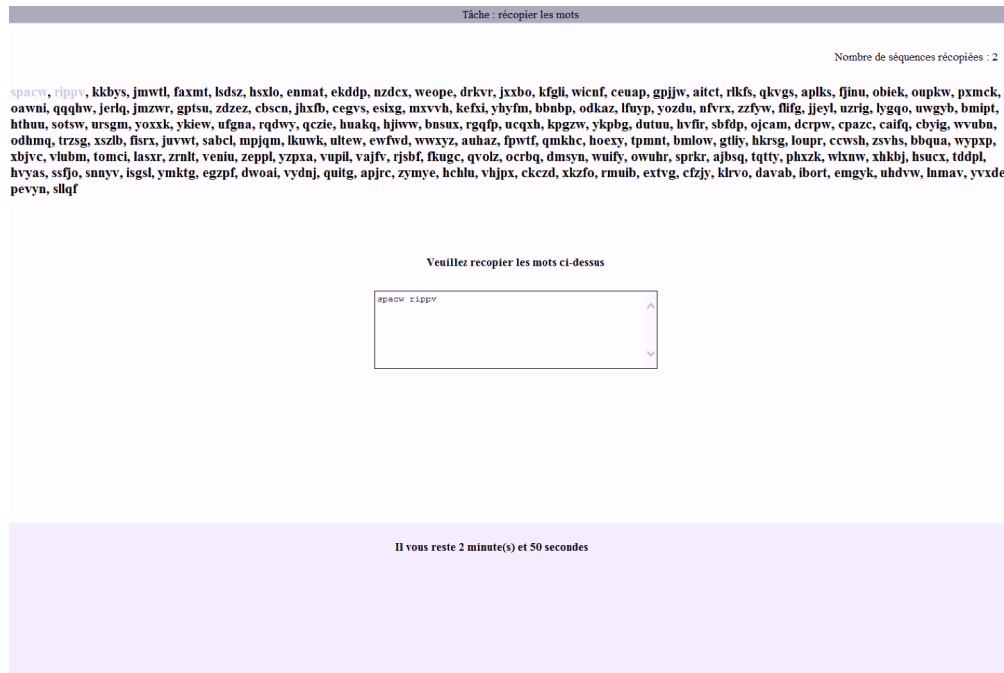 Tâche : récopier les mots
Nombre de séquences récopiées : 2
spacw, rippv, kkbys, jmwtl, faxmt, lsdsz, hsxlo, enmat, ekddp, nzdcx, weope, drkvr, jxxbo, kfgli, wicnf, ceuap, gpjjw, aitct, rlkfs, qkvgs, aplks, fjinu, obiek, oupkw, pxmck,
oawni, qqqhw, jerlq, jmzwr, gptsu, zdzez, cbscn, jhxfb, cegvs, esixg, mxvvh, kefxi, yhyfm, bbnbp, odkaz, lfuyp, yozdu, nfvrx, zzfyw, flifg, jjeyl, uzrig, lygqo, uwgyb, bmipt,
hthuu, sotsw, ursgm, yoxxk, ykiew, ufgna, rqdwy, qczie, huakq, hjiww, bnsux, rgqfp, ucqxh, kpgzw, ykpbg, dutuu, hvfir, sbfdp, ojcam, dcrpw, cpazc, caifq, cbyig, wvubn,
odhmq, trzsg, xszlb, fisrx, juvwt, sabcl, mpjqm, lkuwk, ultew, ewfwd, wwxyz, auhaz, fpwtf, qmkhc, hoexy, tpmnt, bmlow, gtliy, hkrsg, loupr, ccwsh, zsvhs, bbqua, wypxp,
xbjvc, vlubm, tomci, lasxr, zrnlt, veniu, zeppl, yzpxa, vupil, vajfv, rjsbf, fkugc, qvolz, ocrbq, dmsyn, wuify, owuhr, sprkr, ajbsq, tqtty, phxzk, wlxnw, xhkbj, hsucx, tddpl,
hvyas, ssfjo, snnyv, isgsl, ymktg, egzpf, dwoai, vydnj, quitg, apjrc, zymye, hchlu, vhjpx, ckczd, xkzfo, rmuib, extvg, cfzjy, klrvo, davab, ibort, emgyk, uhdvw, lnmav, yvxde
pevyn, sllqf
Veuillez recopier les mots ci-dessus
spacw rippv
Il vous reste 2 minute(s) et 50 secondes